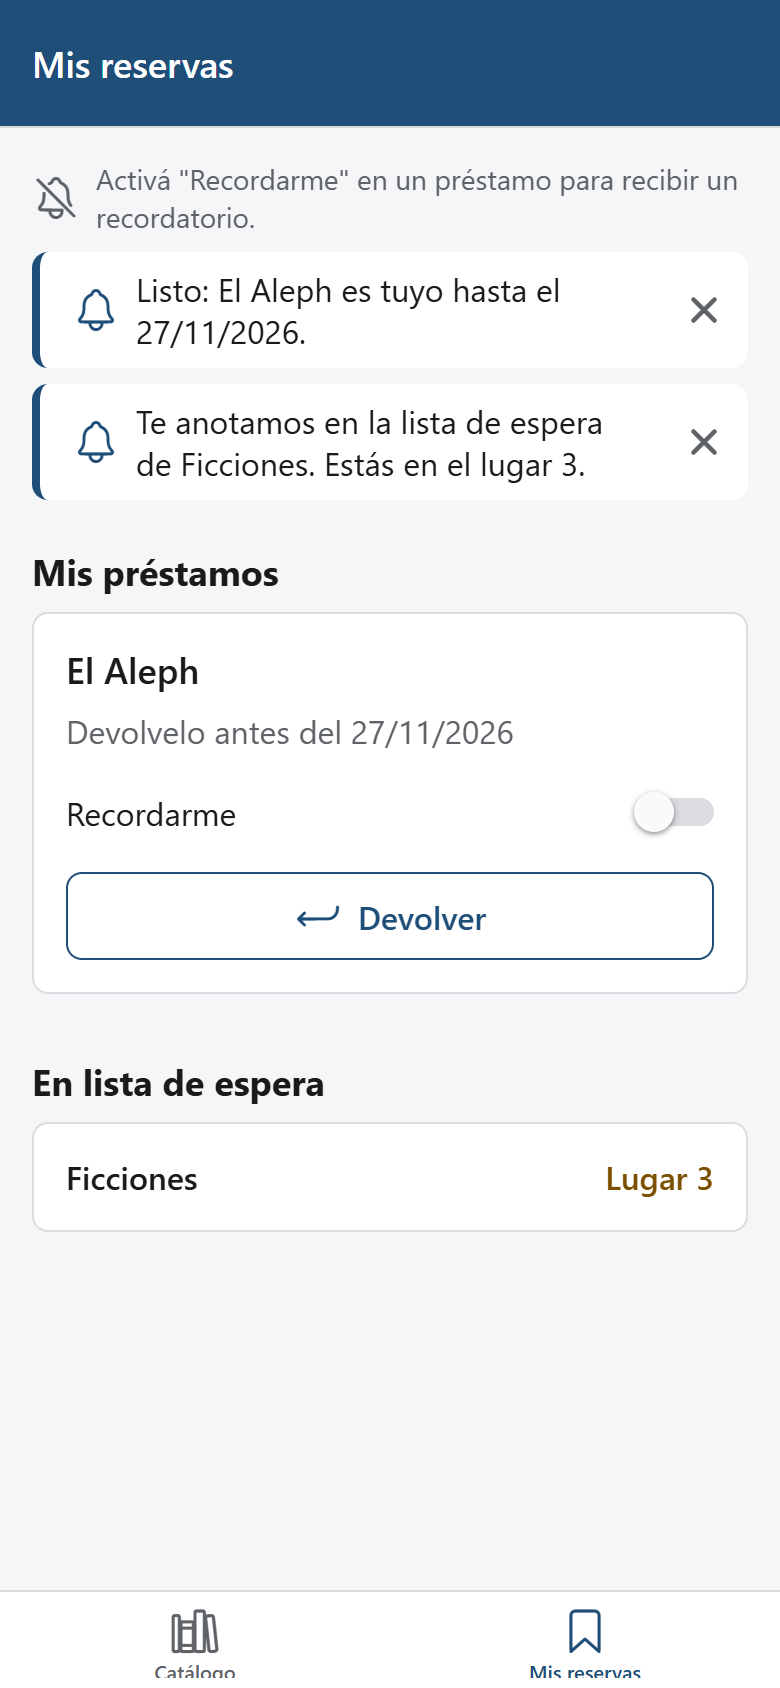 Mis reservas
Activá "Recordarme" en un préstamo para recibir un
recordatorio.
Listo: El Aleph es tuyo hasta el
27/11/2026.
Te anotamos en la lista de espera
de Ficciones. Estás en el lugar 3.
Mis préstamos
El Aleph
Devolvelo antes del 27/11/2026
Recordarme
Devolver
En lista de espera
Ficciones
Lugar 3
Catálogo
Mis reservas